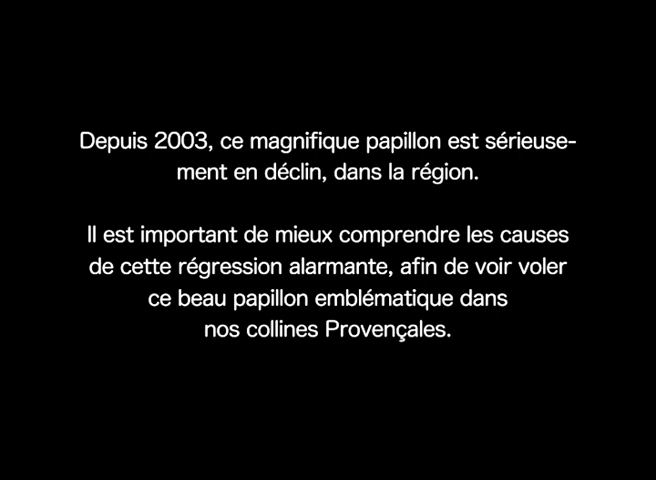 Depuis 2003, ce magnifique papillon est sérieuse-
ment en déclin, dans la région.
Il est important de mieux comprendre les causes
de cette régression alarmante, afin de voir voler
ce beau papillon emblématique dans
nos collines Provençales.